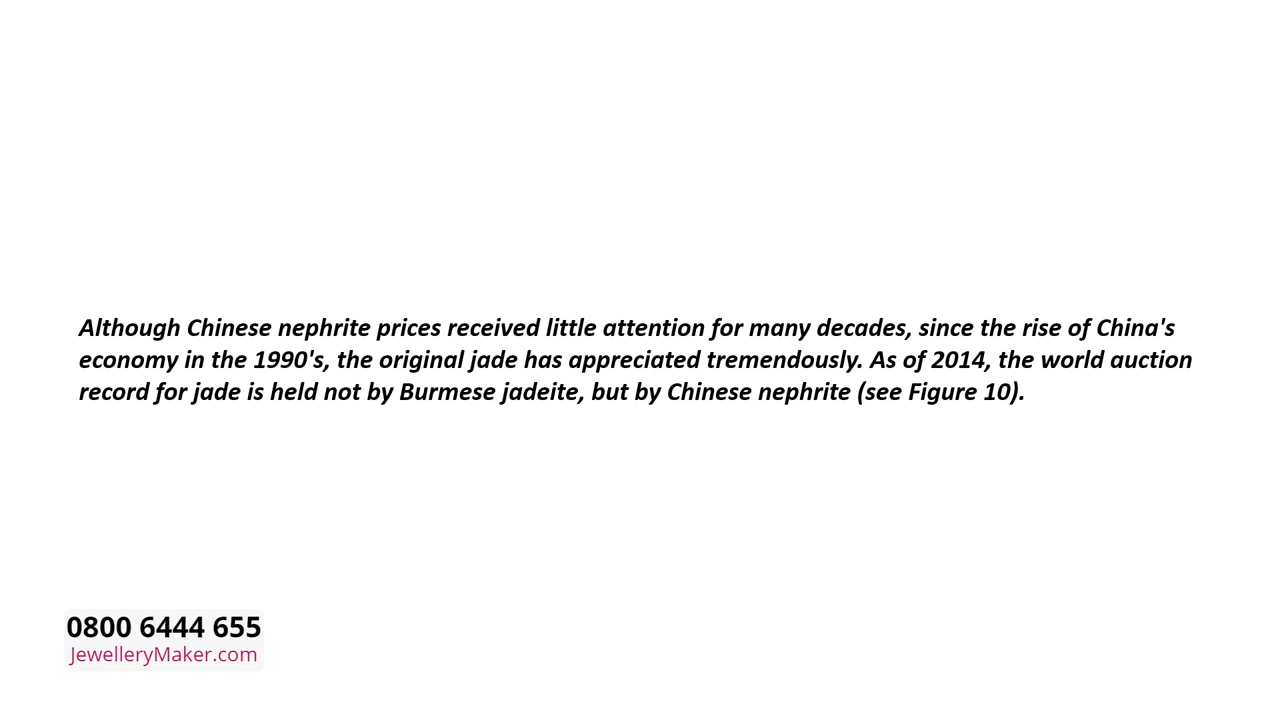 Although Chinese nephrite prices received little attention for many decades, since the rise of China's
economy in the 1990's, the original jade has appreciated tremendously. As of 2014, the world auction
record for jade is held not by Burmese jadeite, but by Chinese nephrite (see Figure 10).
0800 6444 655
JewelleryMaker.com